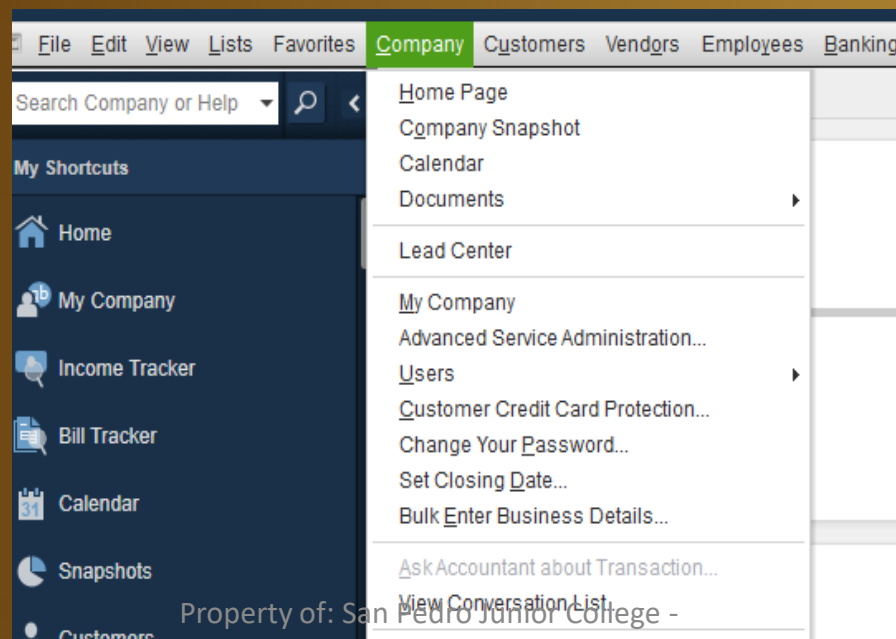 File Edit View Lists Favorites Company Customers Vendors Employees Banking
Search Company or Help
My Shortcuts
Home
My Company
Income Tracker
Bill Tracker
31
Calendar
Snapshots
Customers
Home Page
Company Snapshot
Calendar
Documents
Lead Center
My Company
Advanced Service Administration...
Users
Customer Credit Card Protection...
Change Your Password...
Set Closing Date...
Bulk Enter Business Details...
Ask Accountant about Transaction...
View Conversation List...
Property of: San Pedro Junior College -